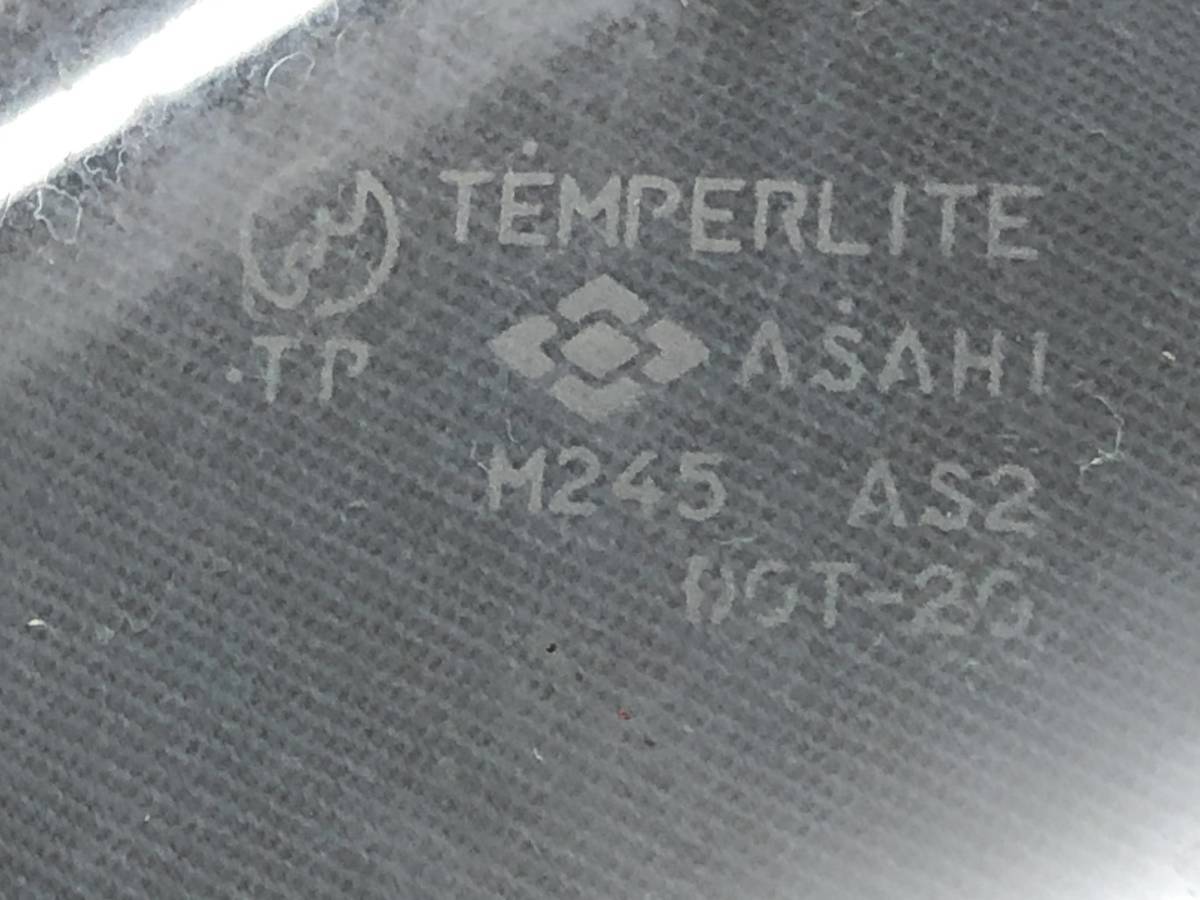 TEMPERLITE
TP ASAHI
M245 AS2
DOT-20